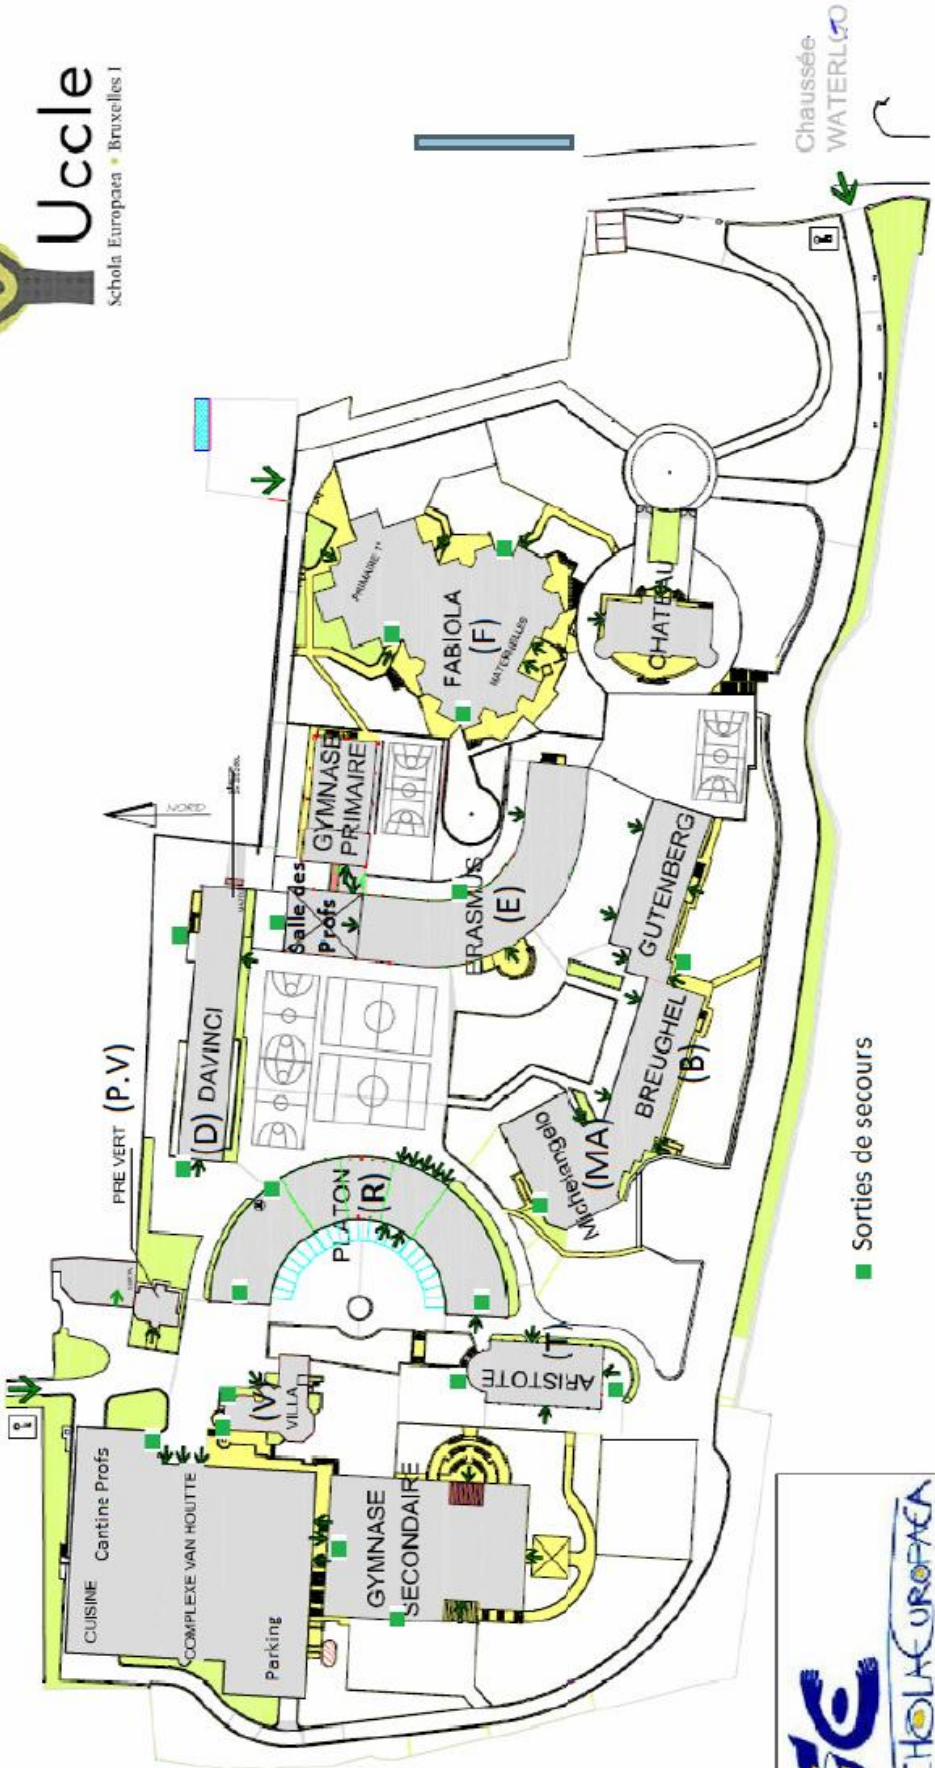 Uccle
Schola Europaea • Bruxelles I
Chaussée
WATERLOO
NORD
PRE VERT (P.V)
(D) DAVINCI
Salle des
Profs
GYMNASE
PRIMAIRE
PRIMAIRE 1°
FABIOLA
(F)
MATERNELLES
CHATEAU
ERASMUS
(E)
GUTENBERG
BREUGHEL
(B)
Michelangelo
(MA)
PLATON
(R)
ARISTOTE
(V)
VILLA
CUISINE
Cantine Profs
COMPLEXE VAN HOUTTE
Parking
GYMNASE
SECONDAIRE
Sorties de secours